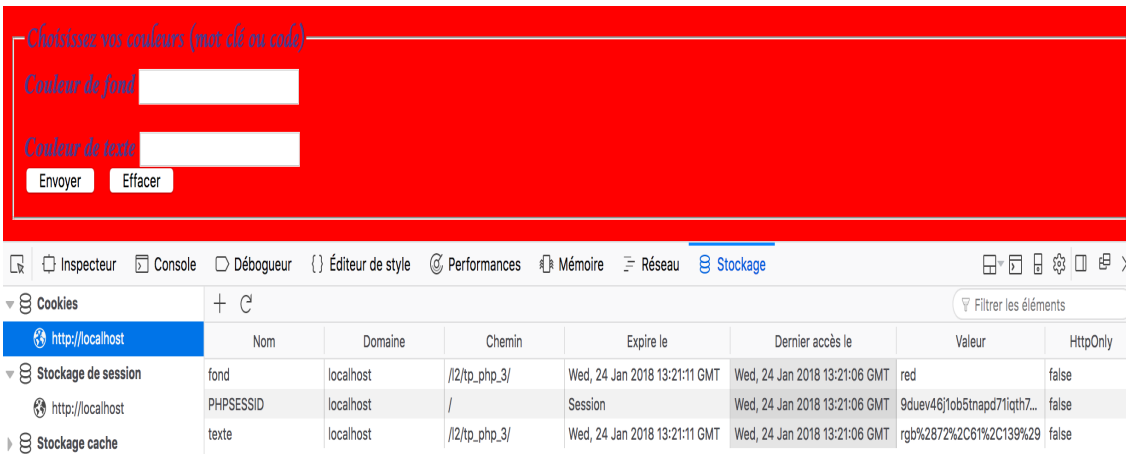 Choisissez vos couleurs (mot clé ou code)
Couleur de fond
Couleur de texte
Envoyer Effacer
Inspecteur Console Débogueur {} Éditeur de style Performances Mémoire Réseau Stockage
Cookies
Filtrer les éléments
http://localhost
Nom Domaine Chemin Expire le Dernier accès le Valeur HttpOnly
Stockage de session
fond localhost /l2/tp_php_3/ Wed, 24 Jan 2018 13:21:11 GMT Wed, 24 Jan 2018 13:21:06 GMT red false
http://localhost
PHPSESSID localhost / Session Wed, 24 Jan 2018 13:21:06 GMT 9duev46j1ob5tnapd71iqth7... false
Stockage cache
texte localhost /l2/tp_php_3/ Wed, 24 Jan 2018 13:21:11 GMT Wed, 24 Jan 2018 13:21:06 GMT rgb%2872%2C61%2C139%29 false